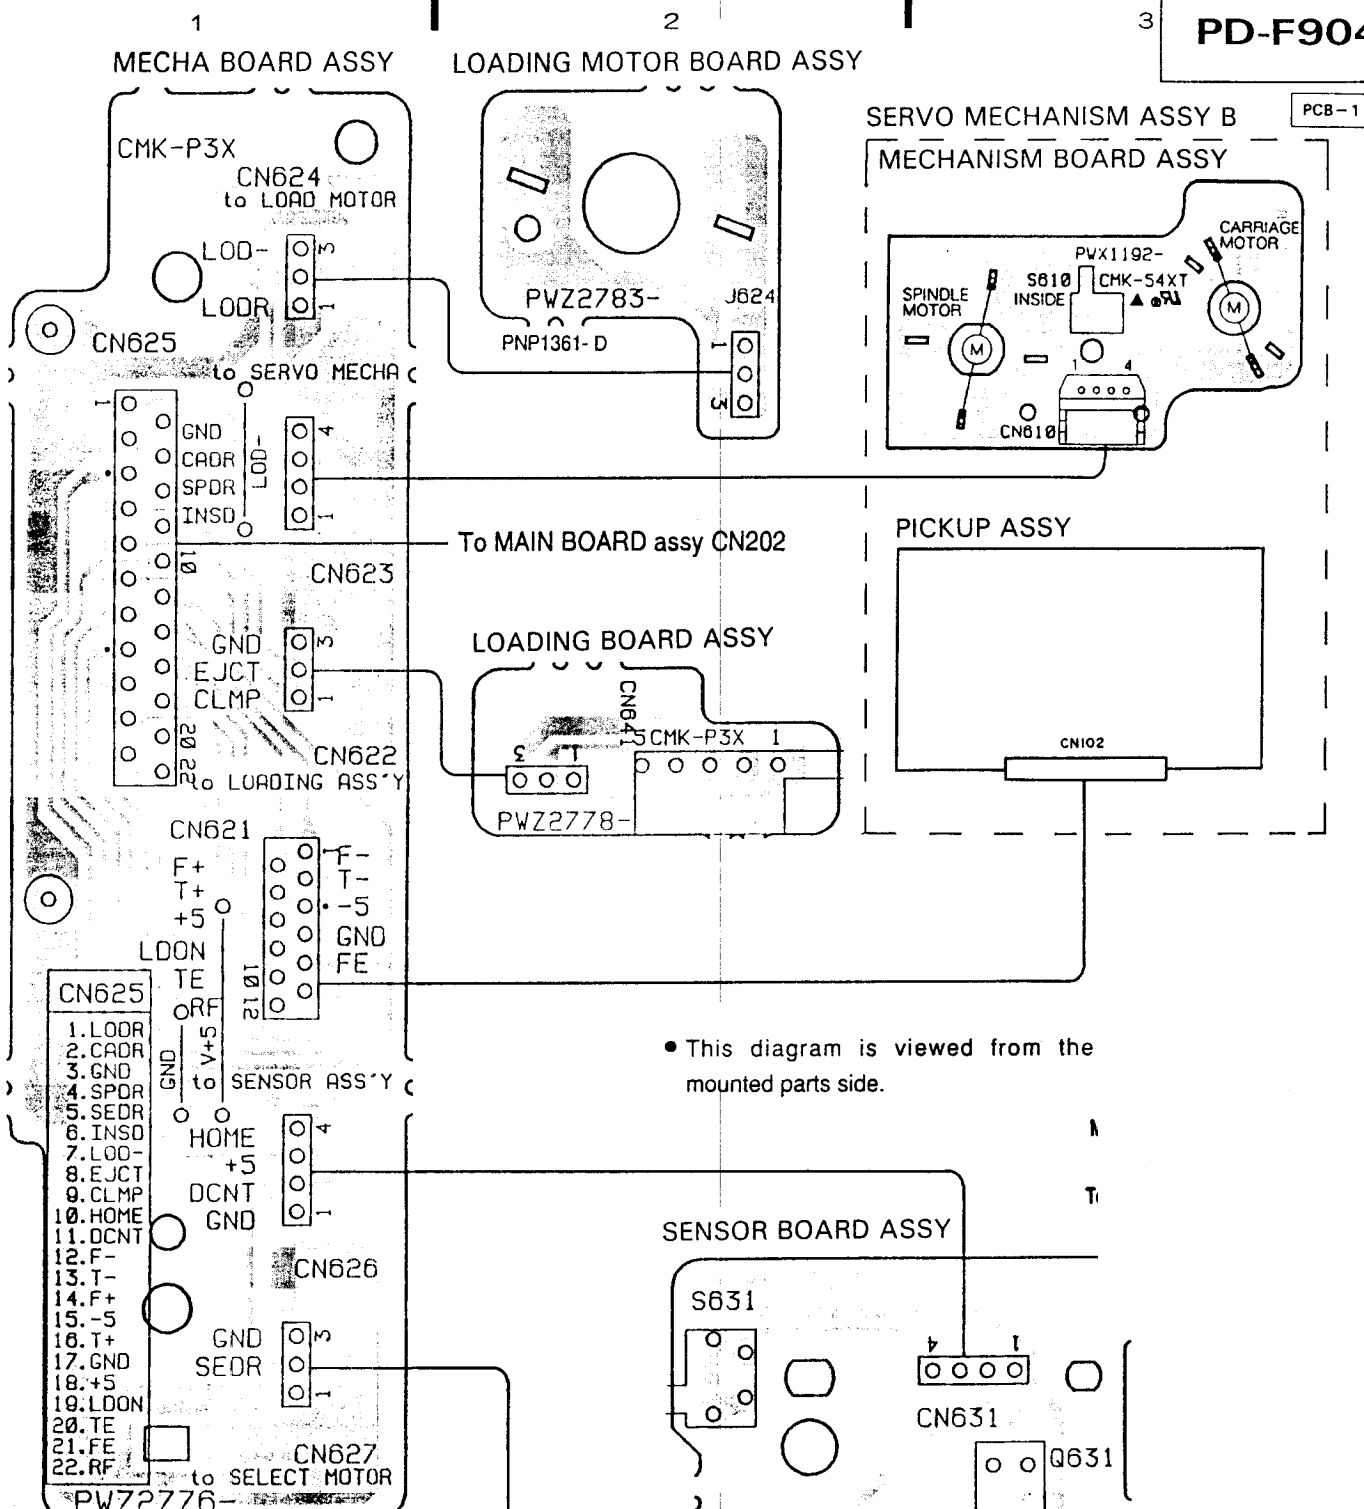 1
2
3
PD-F904
PCB-1
MECHA BOARD ASSY
LOADING MOTOR BOARD ASSY
SERVO MECHANISM ASSY B
MECHANISM BOARD ASSY
CMK-P3X
CN624
to LOAD MOTOR
LOD-
3
LODR
1
CN625
to SERVO MECHA
PWZ2783-
PNP1361-D
J624
1
3
PWX1192-
CARRIAGE
MOTOR
S610
INSIDE
CMK-54XT
SPINDLE
MOTOR
M
M
1
4
CN610
1
GND
CADR
SPDR
INSD
LOD-
4
1
10
To MAIN BOARD assy CN202
PICKUP ASSY
CN102
CN623
GND
EJCT
CLMP
3
1
20
22
CN622
to LOADING ASS'Y
LOADING BOARD ASSY
CN641
5 CMK-P3X 1
3
1
PWZ2778-
CN621
F+
T+
+5
LDON
TE
RF
1
F-
T-
-5
GND
FE
10
12
GND
V+5
to SENSOR ASS'Y
CN625
1.LODR
2.CADR
3.GND
4.SPDR
5.SEDR
6.INSD
7.LOD-
8.EJCT
9.CLMP
10.HOME
11.DCNT
12.F-
13.T-
14.F+
15.-5
16.T+
17.GND
18.+5
19.LDON
20.TE
21.FE
22.RF
HOME
+5
DCNT
GND
4
1
CN626
GND
SEDR
3
1
CN627
to SELECT MOTOR
PWZ2776-
● This diagram is viewed from the
mounted parts side.
SENSOR BOARD ASSY
S631
4
1
CN631
Q631